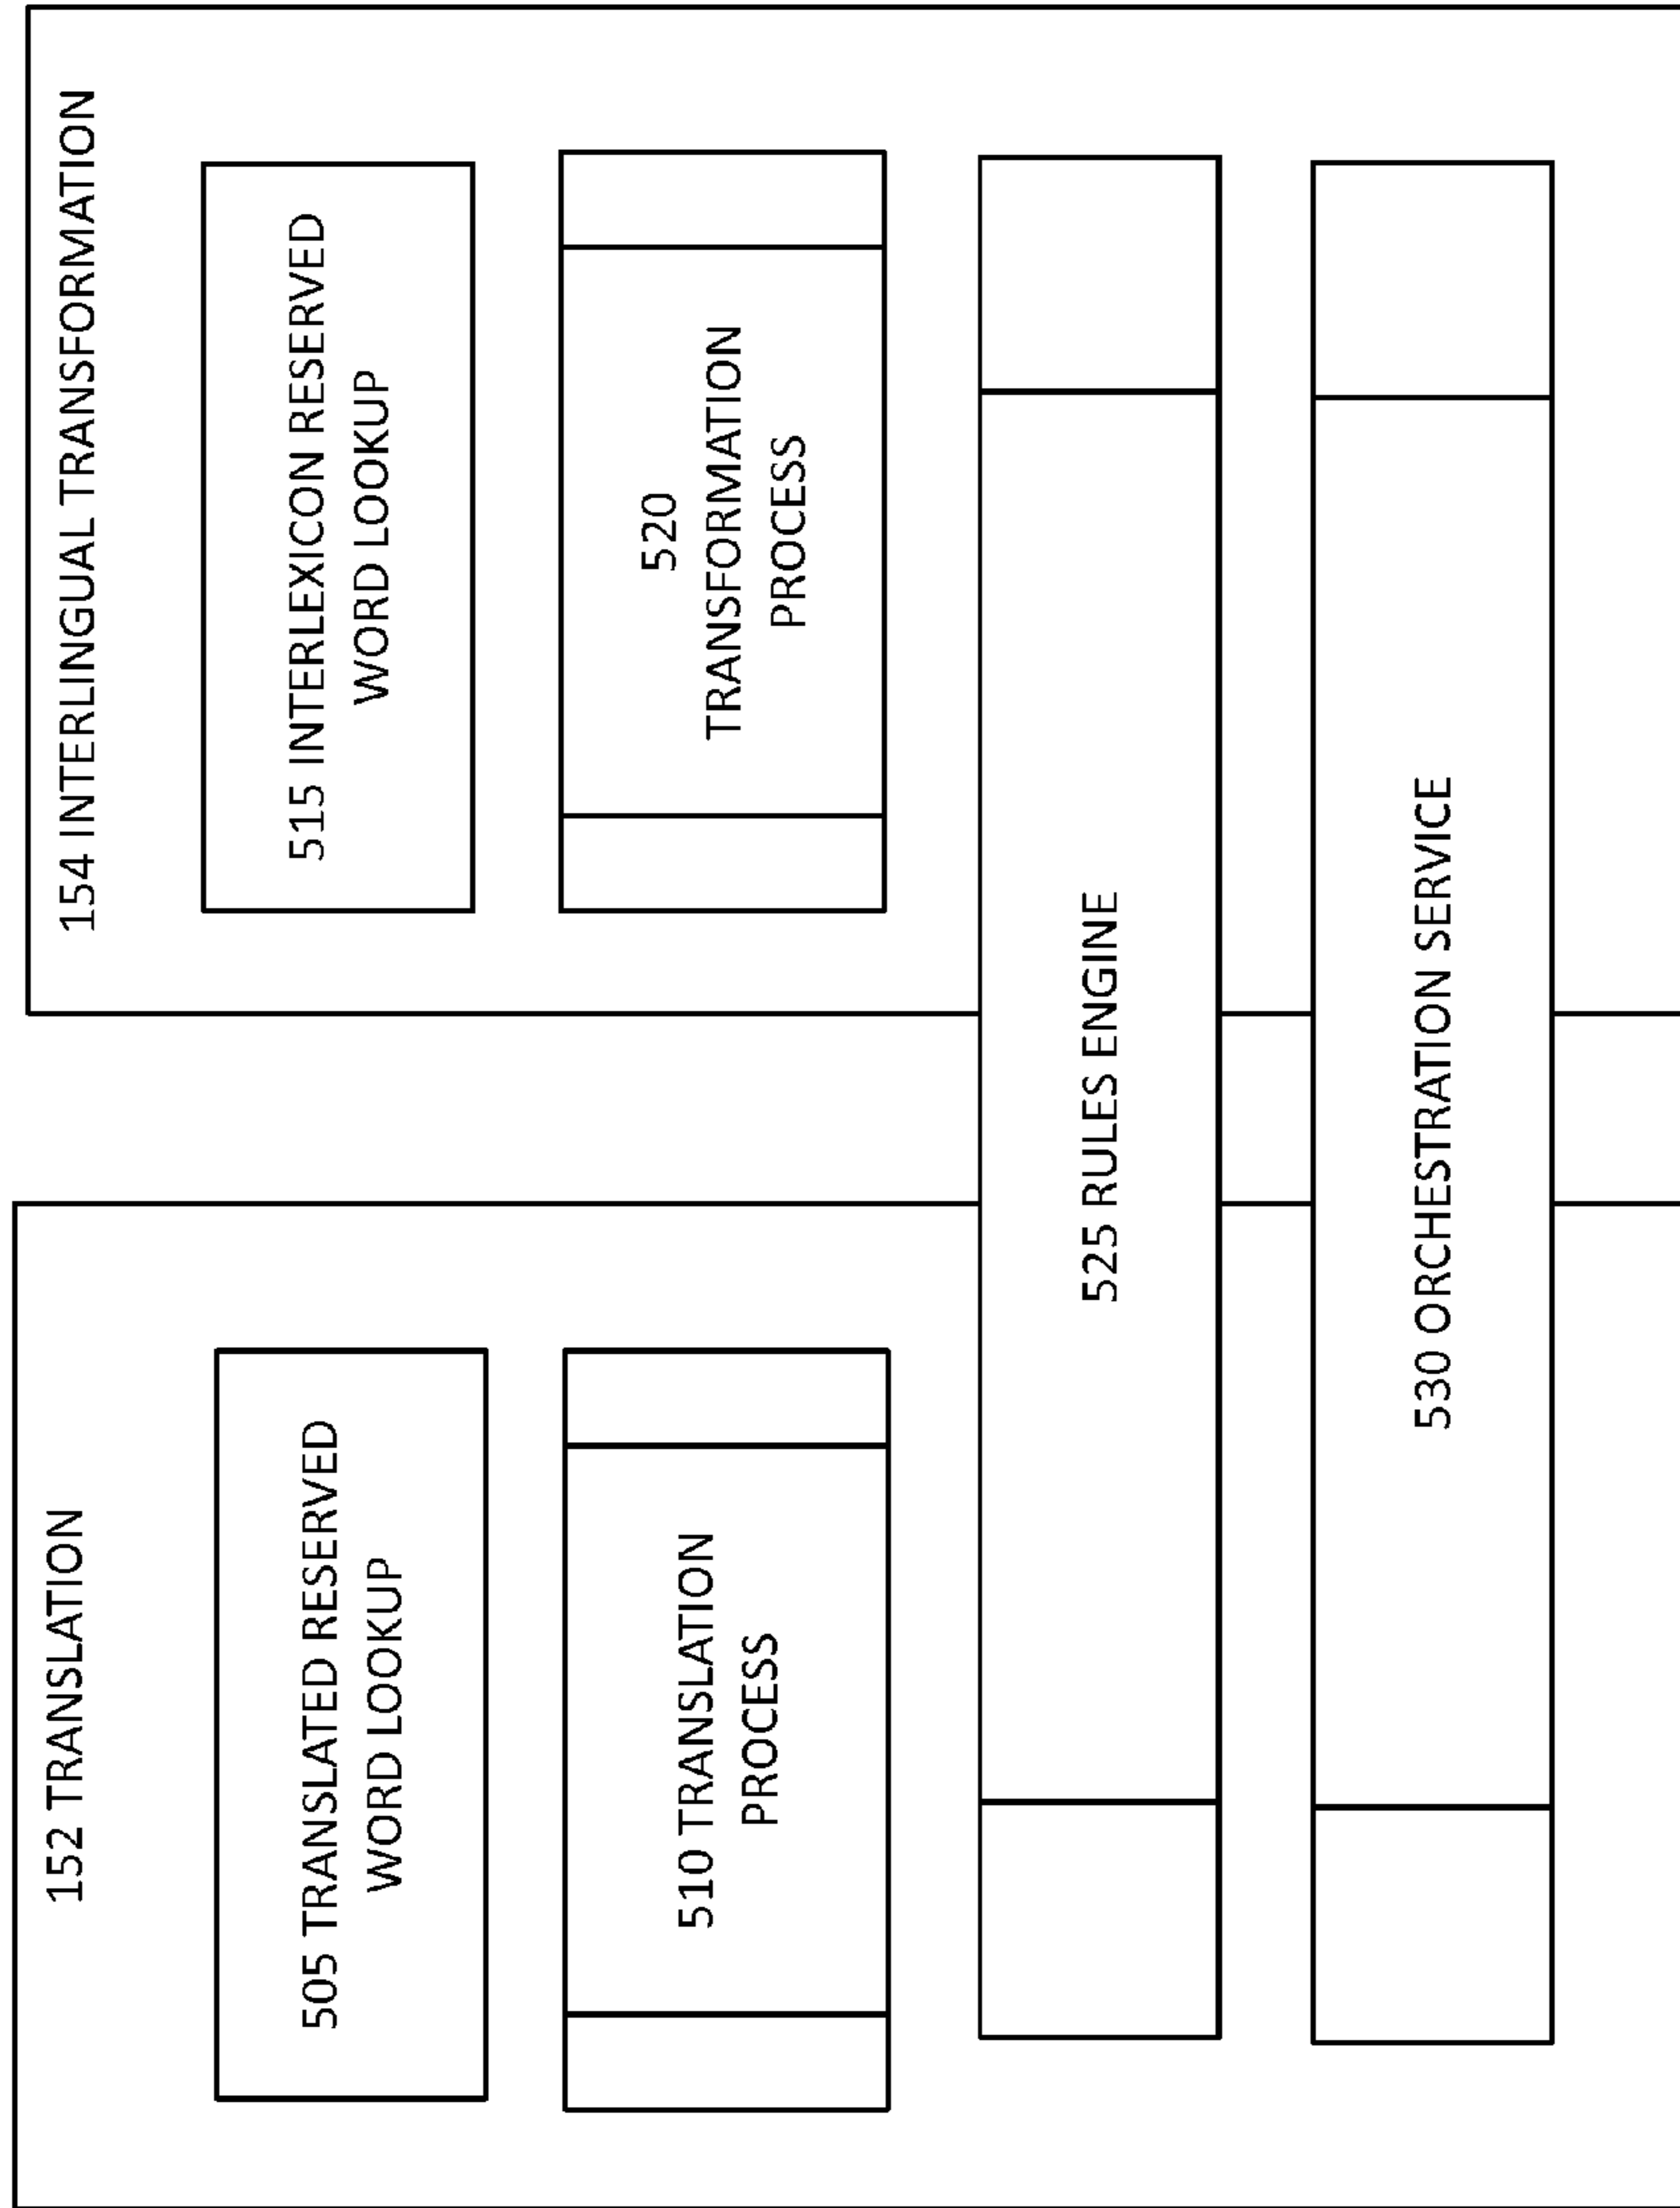 152 TRANSLATION
505 TRANSLATED RESERVED
WORD LOOKUP
510 TRANSLATION
PROCESS
154 INTERLINGUAL TRANSFORMATION
515 INTERLEXICON RESERVED
WORD LOOKUP
520
TRANSFORMATION
PROCESS
525 RULES ENGINE
530 ORCHESTRATION SERVICE